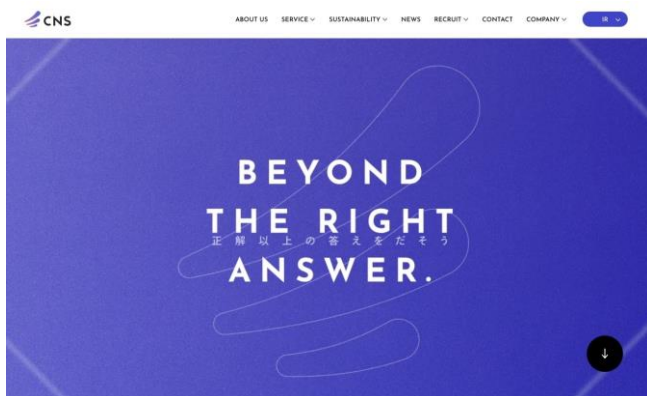 CNS
ABOUT US SERVICE SUSTAINABILITY NEWS RECRUIT CONTACT COMPANY IR
BEYOND
THE RIGHT
正解以上の答えをだそう
ANSWER.